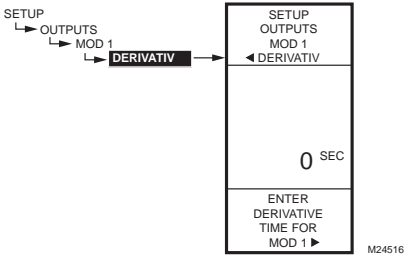 SETUP
OUTPUTS
MOD 1
DERIVATIV
SETUP
OUTPUTS
MOD 1
◀ DERIVATIV
0 SEC
ENTER
DERIVATIVE
TIME FOR
MOD 1 ▶
M24516